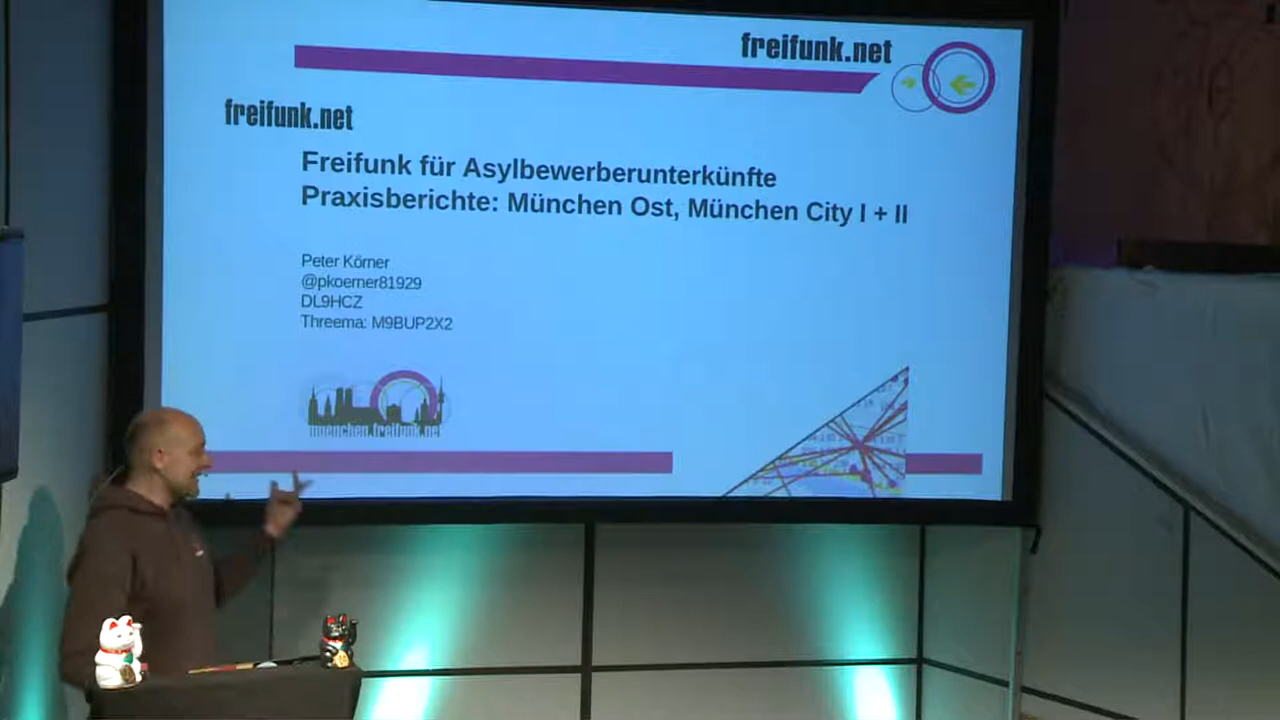 freifunk.net
freifunk.net
Freifunk für Asylbewerberunterkünfte
Praxisberichte: München Ost, München City I + II
Peter Körner
@pkoerner81929
DL9HCZ
Threema: M9BUP2X2
muenchen.freifunk.net